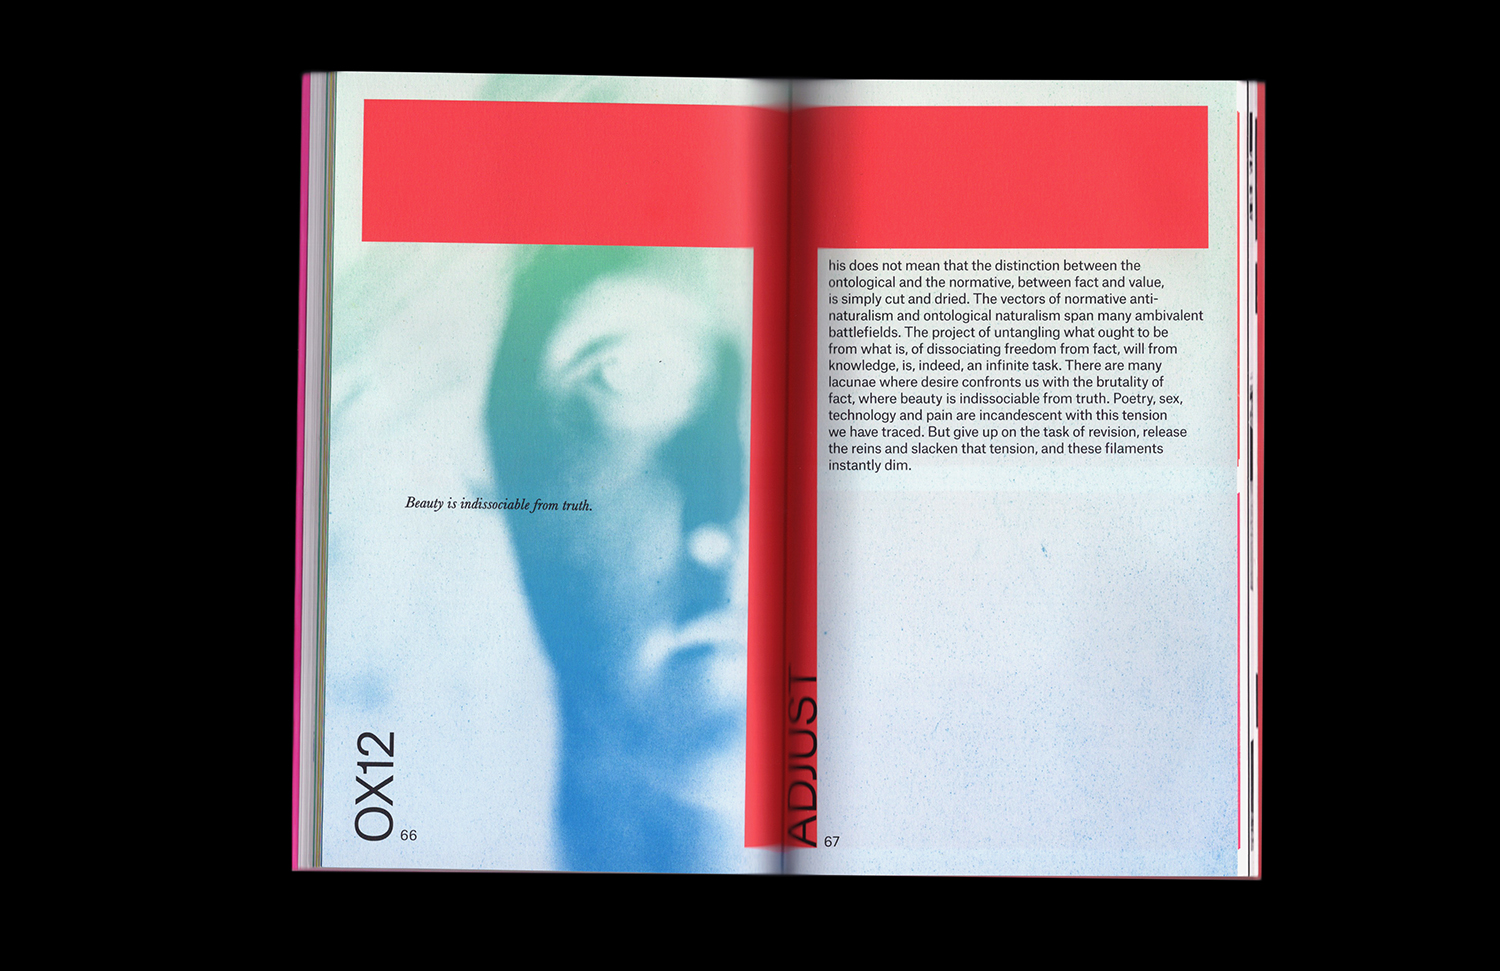 Beauty is indissociable from truth.
OX12
66
T
his does not mean that the distinction between the
ontological and the normative, between fact and value,
is simply cut and dried. The vectors of normative anti-
naturalism and ontological naturalism span many ambivalent
battlefields. The project of untangling what ought to be
from what is, of dissociating freedom from fact, will from
knowledge, is, indeed, an infinite task. There are many
lacunae where desire confronts us with the brutality of
fact, where beauty is indissociable from truth. Poetry, sex,
technology and pain are incandescent with this tension
we have traced. But give up on the task of revision, release
the reins and slacken that tension, and these filaments
instantly dim.
ADJUST
67